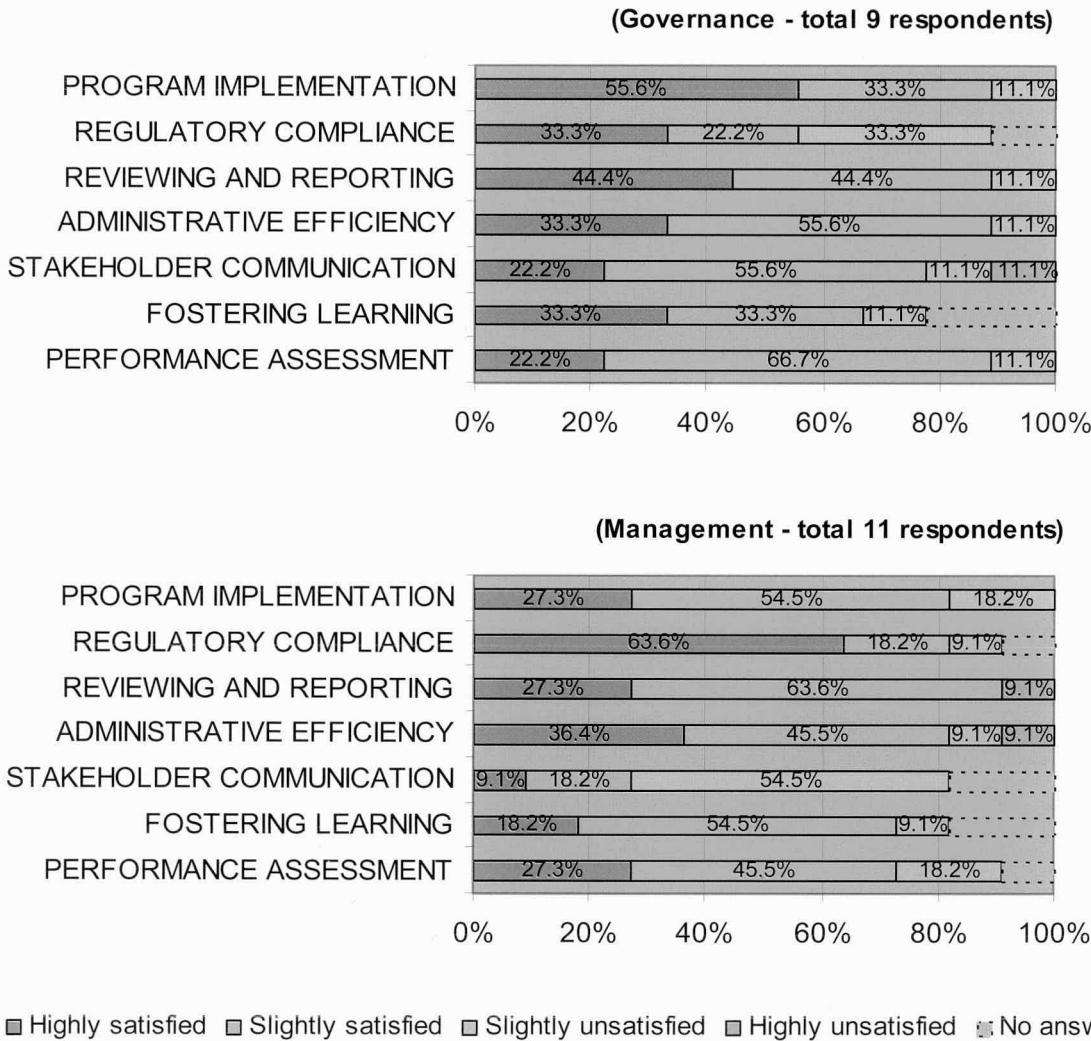 (Governance - total 9 respondents)
PROGRAM IMPLEMENTATION 55.6% 33.3% 11.1%
REGULATORY COMPLIANCE 33.3% 22.2% 33.3%
REVIEWING AND REPORTING 44.4% 44.4% 11.1%
ADMINISTRATIVE EFFICIENCY 33.3% 55.6% 11.1%
STAKEHOLDER COMMUNICATION 22.2% 55.6% 11.1% 11.1%
FOSTERING LEARNING 33.3% 33.3% 11.1%
PERFORMANCE ASSESSMENT 22.2% 66.7% 11.1%
0% 20% 40% 60% 80% 100%
(Management - total 11 respondents)
PROGRAM IMPLEMENTATION 27.3% 54.5% 18.2%
REGULATORY COMPLIANCE 63.6% 18.2% 9.1%
REVIEWING AND REPORTING 27.3% 63.6% 9.1%
ADMINISTRATIVE EFFICIENCY 36.4% 45.5% 9.1% 9.1%
STAKEHOLDER COMMUNICATION 9.1% 18.2% 54.5%
FOSTERING LEARNING 18.2% 54.5% 9.1%
PERFORMANCE ASSESSMENT 27.3% 45.5% 18.2%
0% 20% 40% 60% 80% 100%
Highly satisfied Slightly satisfied Slightly unsatisfied Highly unsatisfied No answ